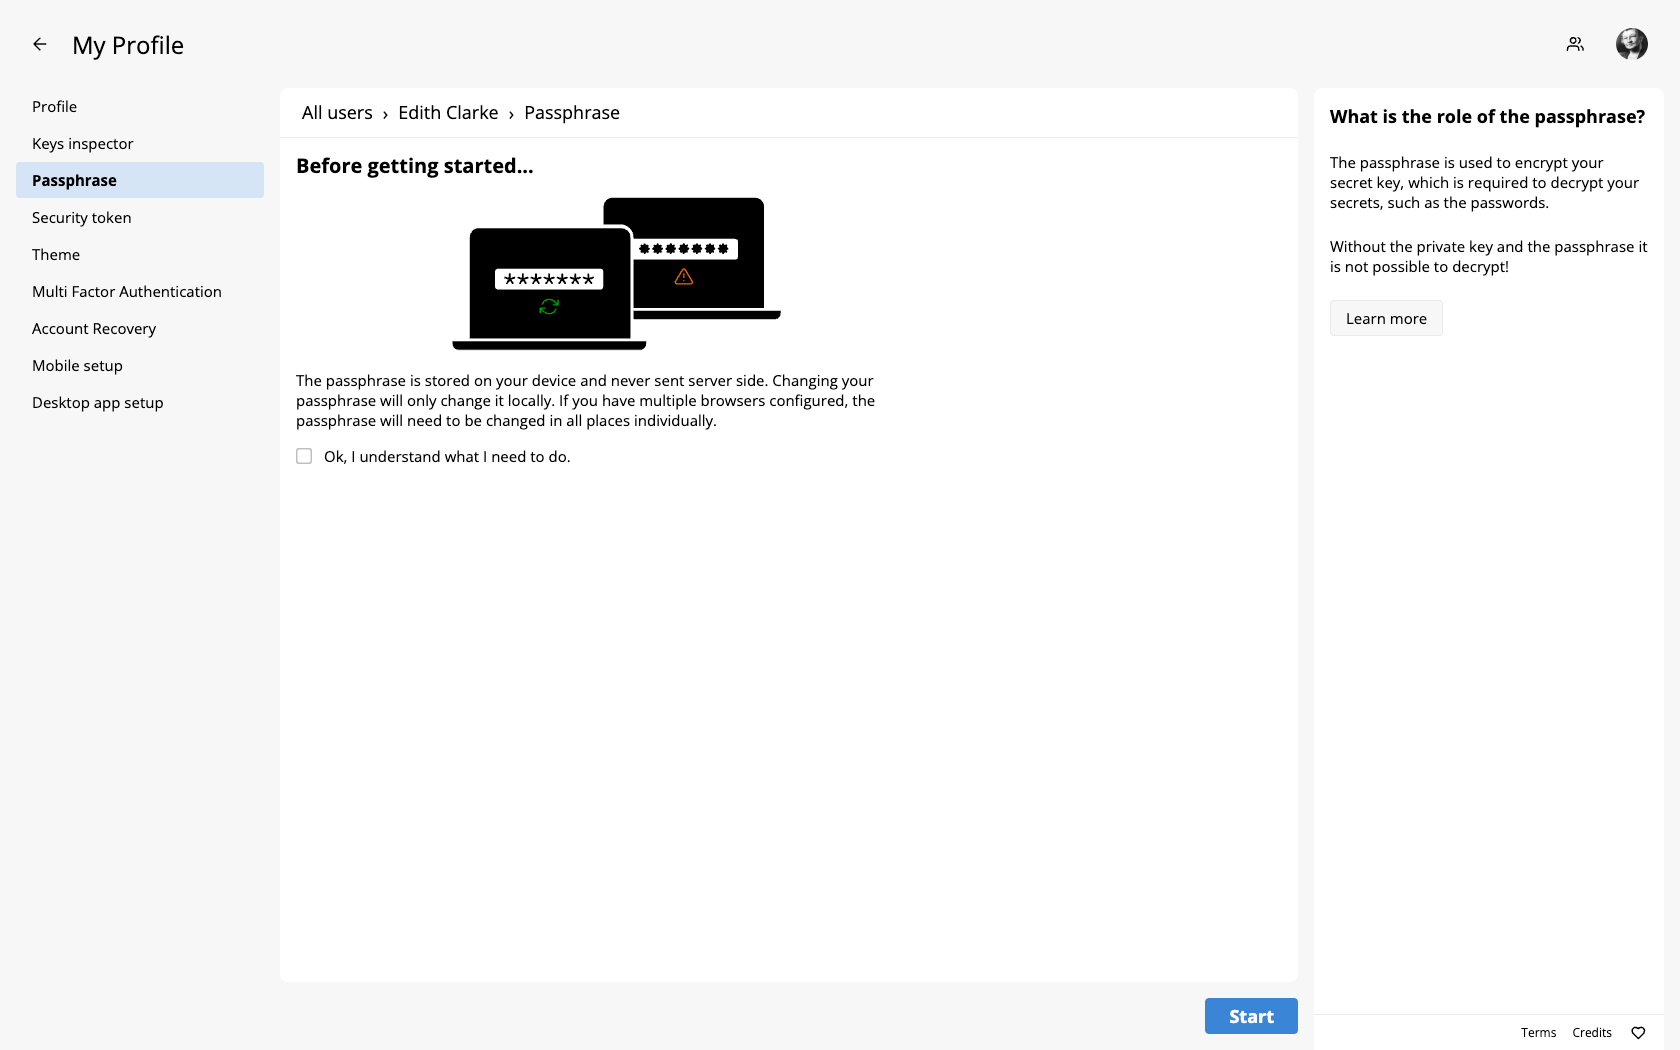 My Profile
Profile
Keys inspector
Passphrase
Security token
Theme
Multi Factor Authentication
Account Recovery
Mobile setup
Desktop app setup
All users › Edith Clarke › Passphrase
Before getting started...
*******
*******
The passphrase is stored on your device and never sent server side. Changing your
passphrase will only change it locally. If you have multiple browsers configured, the
passphrase will need to be changed in all places individually.
Ok, I understand what I need to do.
Start
What is the role of the passphrase?
The passphrase is used to encrypt your
secret key, which is required to decrypt your
secrets, such as the passwords.
Without the private key and the passphrase it
is not possible to decrypt!
Learn more
Terms Credits